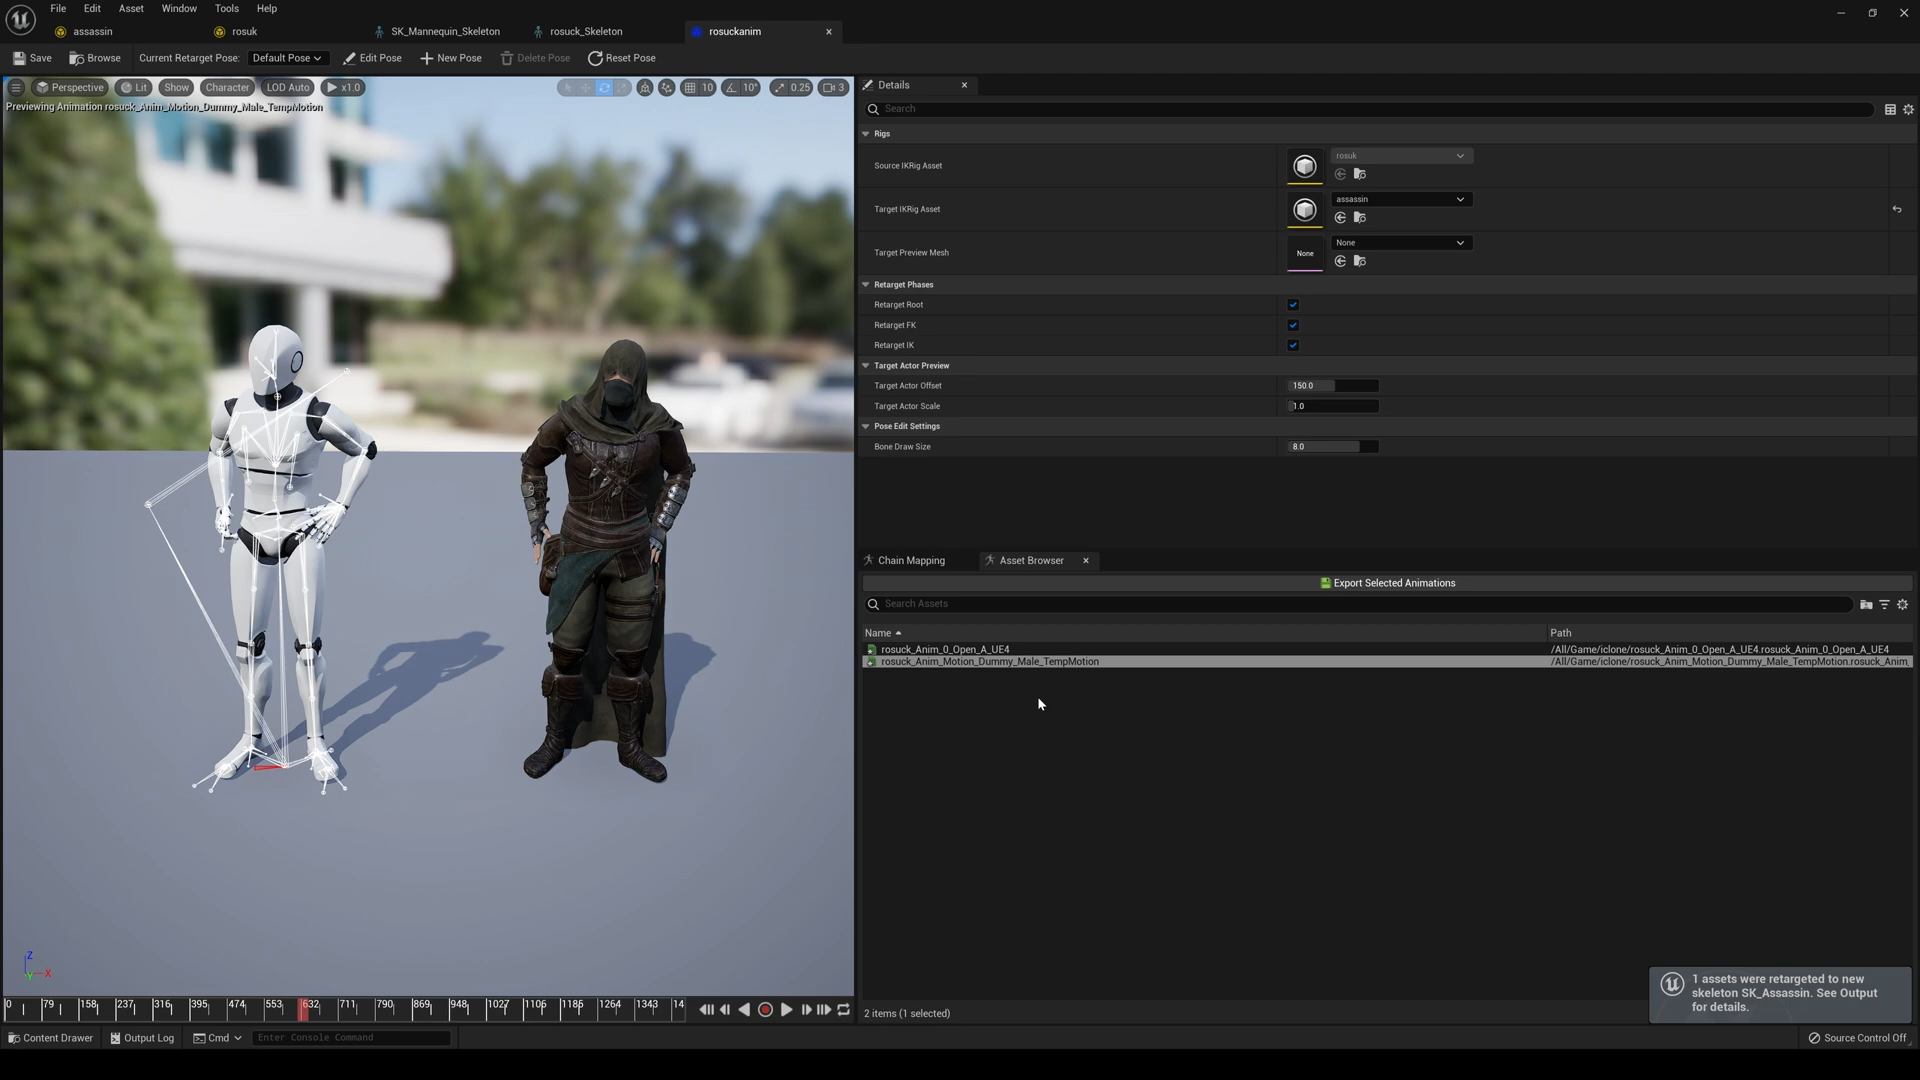 File Edit Asset Window Tools Help
assassin rosuk SK_Mannequin_Skeleton rosuck_Skeleton rosuckanim
Save Browse Current Retarget Pose: Default Pose Edit Pose New Pose Delete Pose Reset Pose
Perspective Lit Show Character LOD Auto x1.0 10 10° 0.25 3
Previewing Animation rosuck_Anim_Motion_Dummy_Male_TempMotion
Details
Search
Rigs
Source IKRig Asset rosuk
Target IKRig Asset assassin
Target Preview Mesh None None
Retarget Phases
Retarget Root
Retarget FK
Retarget IK
Target Actor Preview
Target Actor Offset 150.0
Target Actor Scale 1.0
Pose Edit Settings
Bone Draw Size 8.0
Chain Mapping Asset Browser
Export Selected Animations
Search Assets
Name Path
rosuck_Anim_0_Open_A_UE4 /All/Game/iclone/rosuck_Anim_0_Open_A_UE4.rosuck_Anim_0_Open_A_UE4
rosuck_Anim_Motion_Dummy_Male_TempMotion /All/Game/iclone/rosuck_Anim_Motion_Dummy_Male_TempMotion.rosuck_Anim_
Z
Y X
0 79 158 237 316 395 474 553 632 711 790 869 948 1027 1106 1185 1264 1343 14
2 items (1 selected)
1 assets were retargeted to new
skeleton SK_Assassin. See Output
for details.
Content Drawer Output Log Cmd Enter Console Command Source Control Off